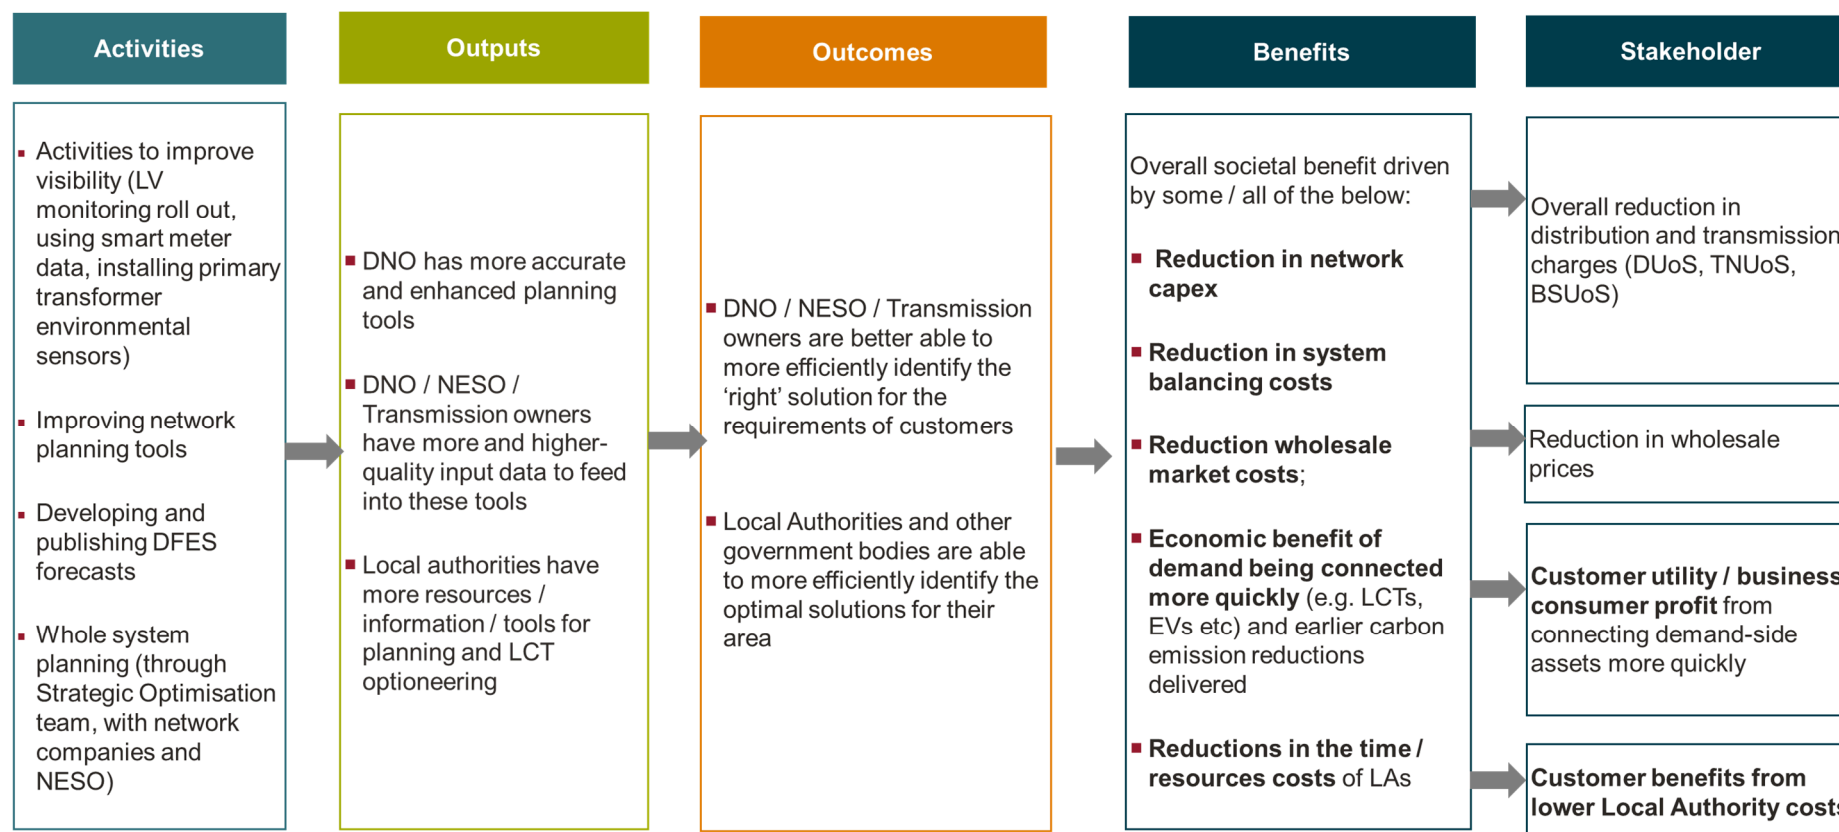 Activities
Outputs
Outcomes
Benefits
Stakeholder
Activities to improve
visibility (LV
monitoring roll out,
using smart meter
data, installing primary
transformer
environmental
sensors)
Improving network
planning tools
Developing and
publishing DFES
forecasts
Whole system
planning (through
Strategic Optimisation
team, with network
companies and
NESO)
DNO has more accurate
and enhanced planning
tools
DNO / NESO /
Transmission owners
have more and higher-
quality input data to feed
into these tools
Local authorities have
more resources /
information / tools for
planning and LCT
optioneering
DNO / NESO / Transmission
owners are better able to
more efficiently identify the
‘right’ solution for the
requirements of customers
Local Authorities and other
government bodies are able
to more efficiently identify the
optimal solutions for their
area
Overall societal benefit driven
by some / all of the below:
Reduction in network
capex
Reduction in system
balancing costs
Reduction wholesale
market costs;
Economic benefit of
demand being connected
more quickly (e.g. LCTs,
EVs etc) and earlier carbon
emission reductions
delivered
Reductions in the time /
resources costs of LAs
Overall reduction in
distribution and transmission
charges (DUoS, TNUoS,
BSUoS)
Reduction in wholesale
prices
Customer utility / business
consumer profit from
connecting demand-side
assets more quickly
Customer benefits from
lower Local Authority costs